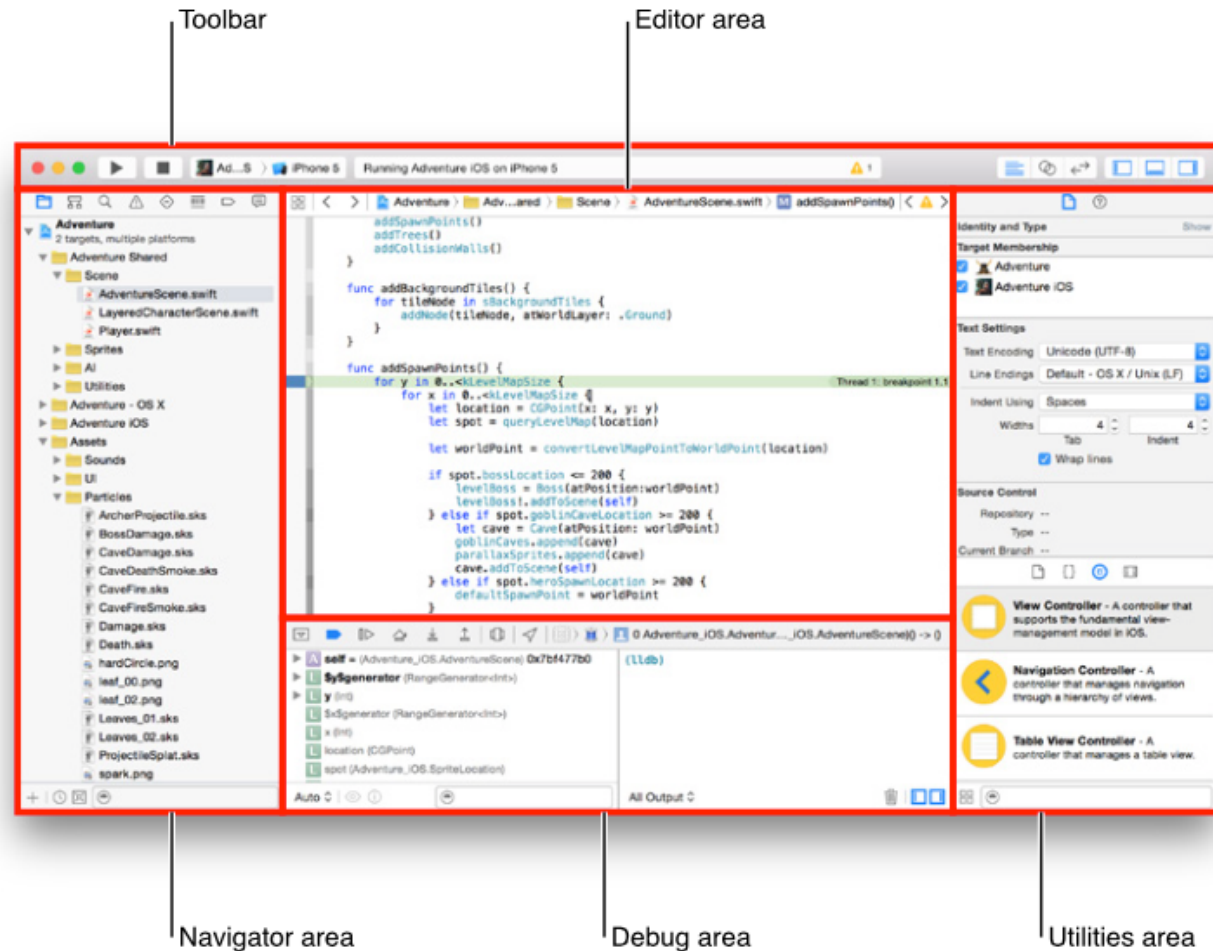 Toolbar
Editor area
Ad...S
iPhone 5
Running Adventure iOS on iPhone 5
1
Adventure
2 targets, multiple platforms
Adventure Shared
Scene
AdventureScene.swift
LayeredCharacterScene.swift
Player.swift
Sprites
AI
Utilities
Adventure - OS X
Adventure iOS
Assets
Sounds
UI
Particles
ArcherProjectile.sks
BossDamage.sks
CaveDamage.sks
CaveDeathSmoke.sks
CaveFire.sks
CaveFireSmoke.sks
Damage.sks
Death.sks
hardCircle.png
leaf_00.png
leaf_02.png
Leaves_01.sks
Leaves_02.sks
ProjectileSplat.sks
spark.png
Adventure Adv...ared Scene AdventureScene.swift M addSpawnPoints()
addSpawnPoints()
addTrees()
addCollisionWalls()
}
func addBackgroundTiles() {
for tileNode in sBackgroundTiles {
addNode(tileNode, atWorldLayer: .Ground)
}
}
func addSpawnPoints() {
for y in 0..<kLevelMapSize {
Thread 1: breakpoint 1.1
for x in 0..<kLevelMapSize {
let location = CGPoint(x: x, y: y)
let spot = queryLevelMap(location)
let worldPoint = convertLevelMapPointToWorldPoint(location)
if spot.bossLocation <= 200 {
levelBoss = Boss(atPosition:worldPoint)
levelBoss!.addToScene(self)
} else if spot.goblinCaveLocation >= 200 {
let cave = Cave(atPosition: worldPoint)
goblinCaves.append(cave)
parallaxSprites.append(cave)
cave.addToScene(self)
} else if spot.heroSpawnLocation >= 200 {
defaultSpawnPoint = worldPoint
}
0 Adventure_iOS.Adventur..._iOS.AdventureScene)() -> ()
A self = (Adventure_iOS.AdventureScene) 0x7bf477b0
L $y$generator (RangeGenerator<Int>)
L y (Int)
L $x$generator (RangeGenerator<Int>)
L x (Int)
L location (CGPoint)
L spot (Adventure_iOS.SpriteLocation)
Auto
(lldb)
All Output
Identity and Type Show
Target Membership
Adventure
Adventure iOS
Text Settings
Text Encoding Unicode (UTF-8)
Line Endings Default - OS X / Unix (LF)
Indent Using Spaces
Widths 4 4
Tab Indent
Wrap lines
Source Control
Repository --
Type --
Current Branch --
View Controller - A controller that
supports the fundamental view-
management model in iOS.
Navigation Controller - A
controller that manages navigation
through a hierarchy of views.
Table View Controller - A
controller that manages a table view.
Navigator area
Debug area
Utilities area